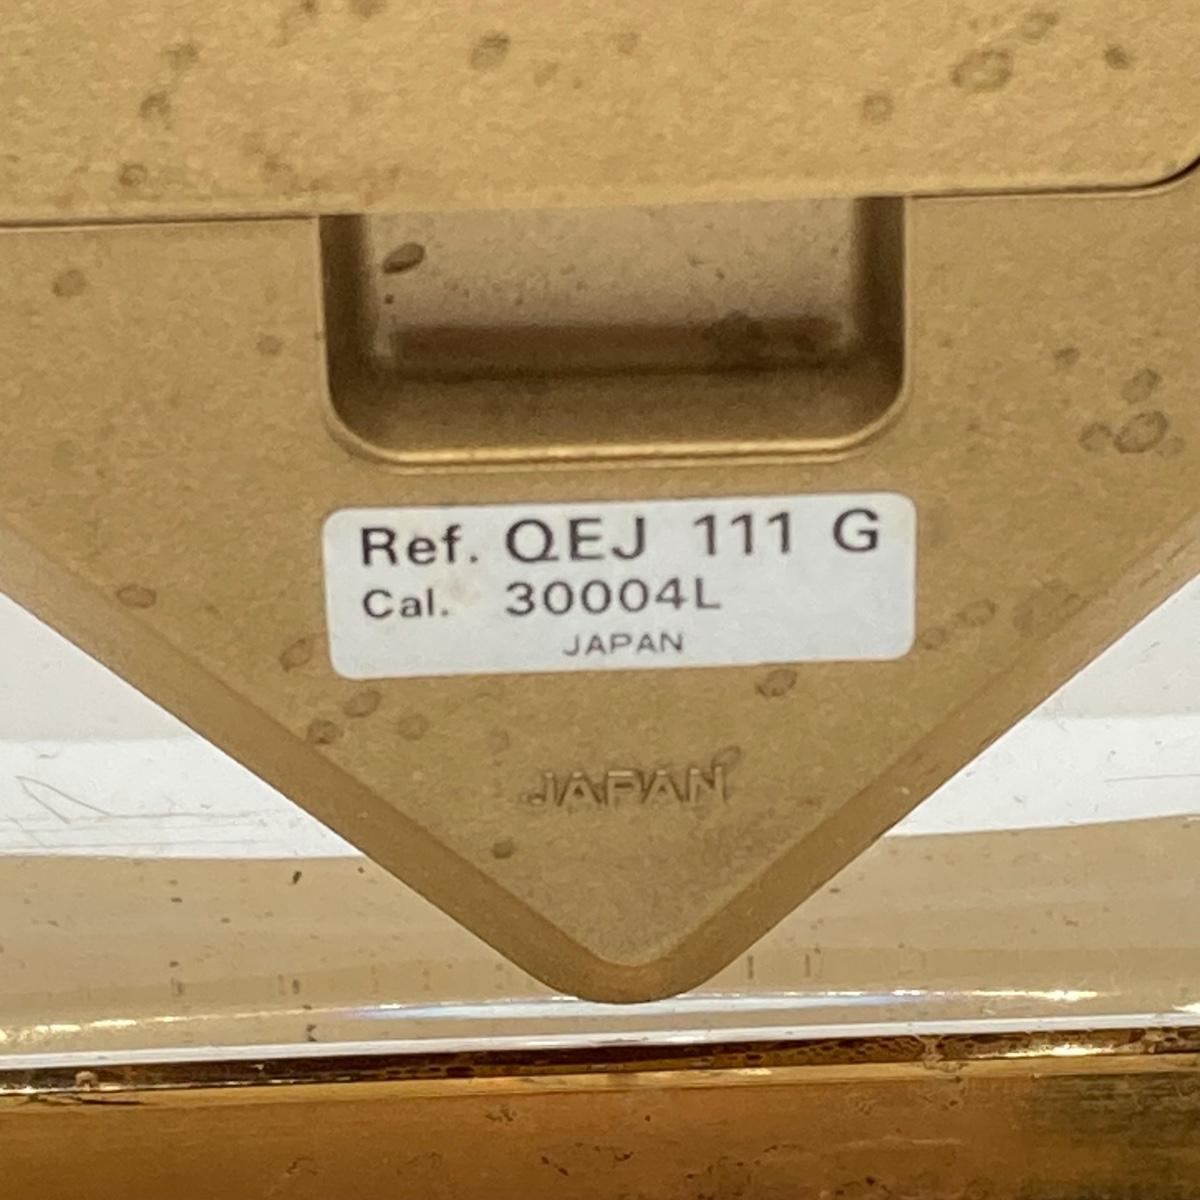 Ref. QEJ 111 G
Cal. 30004L
JAPAN
JAPAN